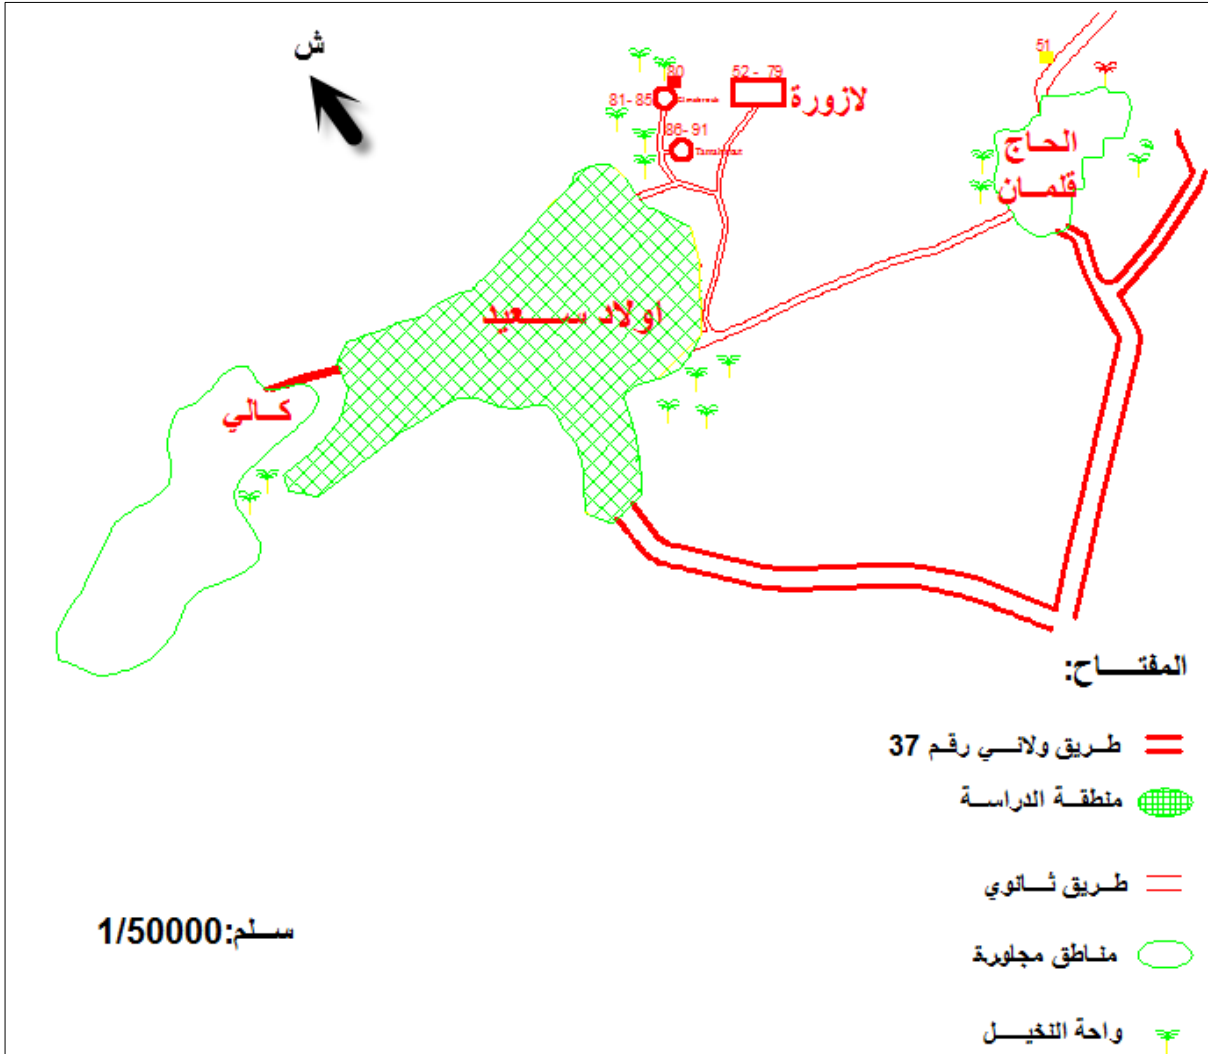 ش
51
80
52 - 79
81-85
لازورة
86-91
الحاج
قلمان
اولاد سعيد
كالي
المفتاح:
طريق ولائي رقم 37
منطقة الدراسة
طريق ثانوي
سلم:1/50000
مناطق مجاورة
واحة النخيل